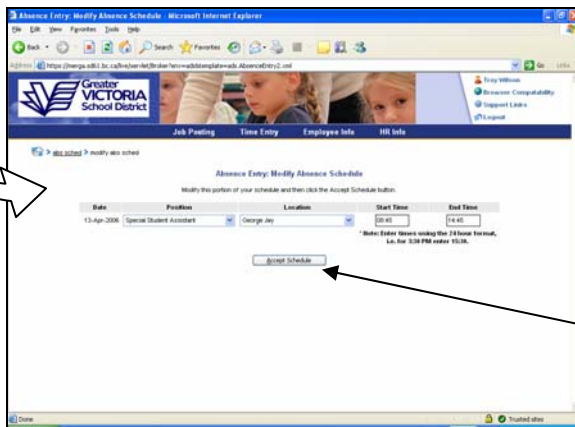 Absence Entry: Modify Absence Schedule - Microsoft Internet Explorer
File Edit View Favorites Tools Help
Back Search Favorites
Address Go Links
Greater
VICTORIA
School District
Troy Wilson
Browser Compatability
Support Links
Logout
Job Posting Time Entry Employee Info HR Info
> abs sched > modify abs sched
Absence Entry: Modify Absence Schedule
Modify this portion of your schedule and then click the Accept Schedule button.
Date Position Location Start Time End Time
13-Apr-2006 Special Student Assistant George Jay 08:45 14:45
* Note: Enter times using the 24 hour format,
i.e. for 3:30 PM enter 15:30.
Accept Schedule
Done Trusted sites